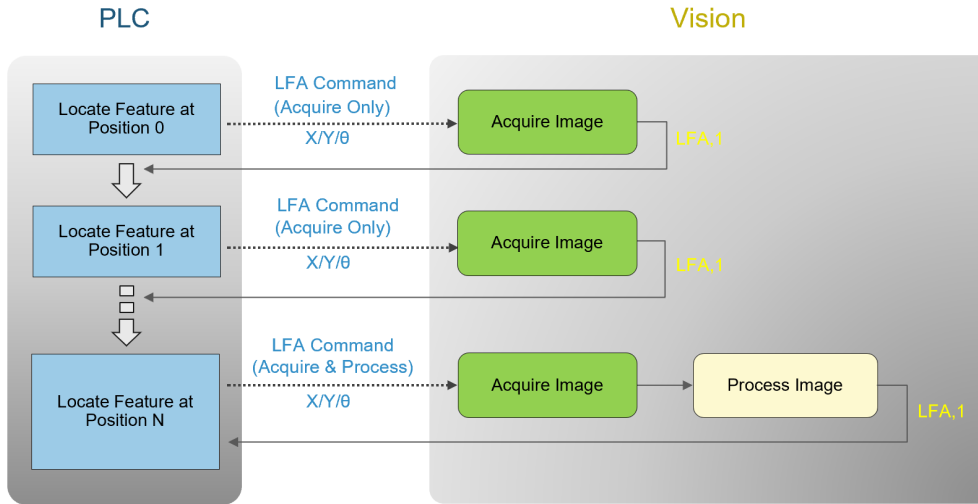 PLC
Vision
LFA Command
(Acquire Only)
X/Y/θ
Locate Feature at
Position 0
Acquire Image
LFA,1
LFA Command
(Acquire Only)
X/Y/θ
Locate Feature at
Position 1
Acquire Image
LFA,1
LFA Command
(Acquire & Process)
X/Y/θ
Locate Feature at
Position N
Acquire Image
Process Image
LFA,1